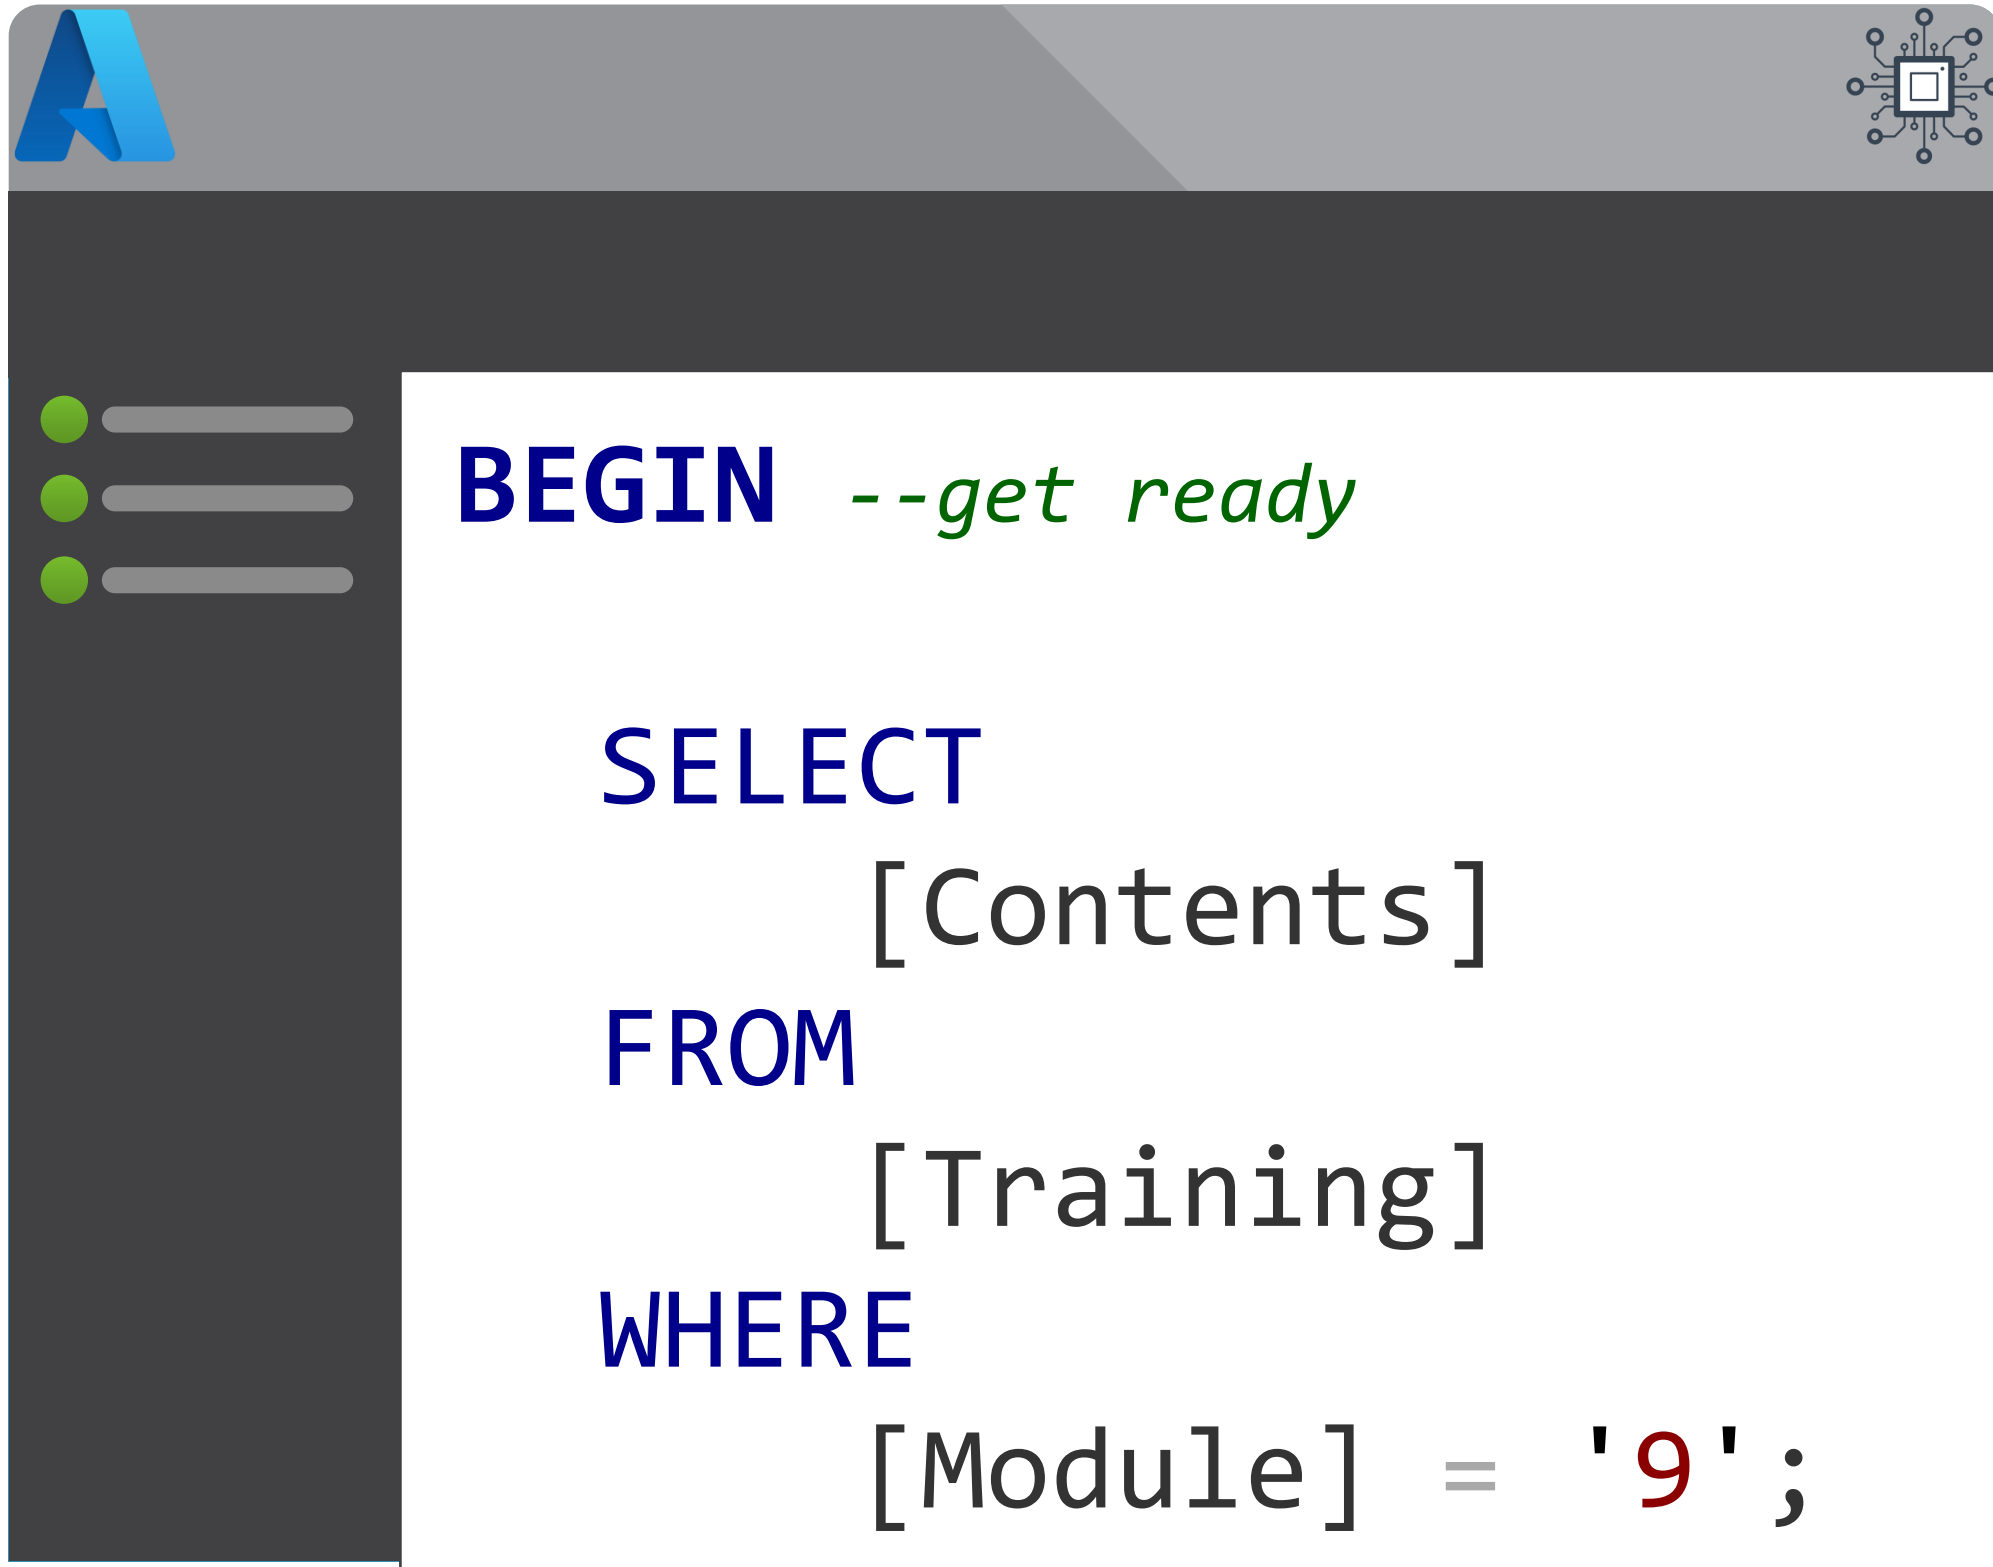 BEGIN --get ready
SELECT
[Contents]
FROM
[Training]
WHERE
[Module] = '9';